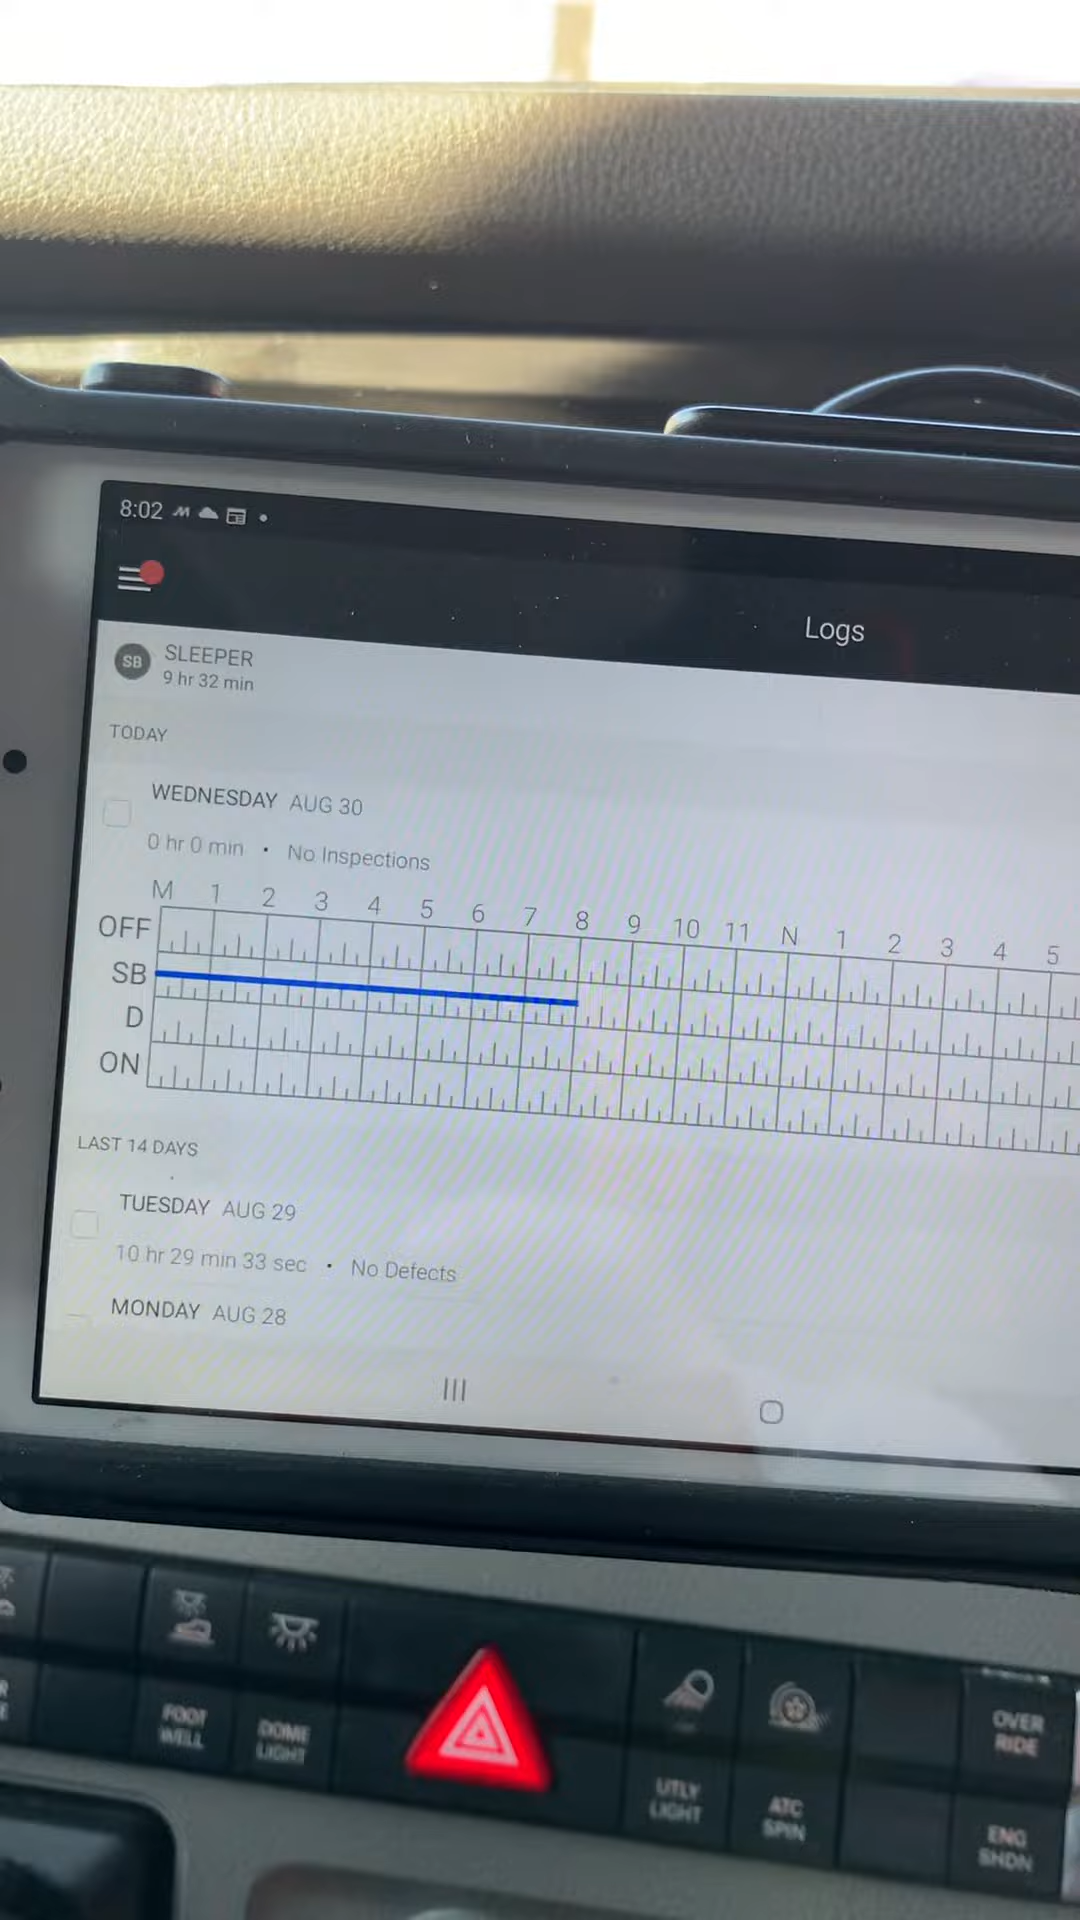 8:02
Logs
SB SLEEPER
9 hr 32 min
TODAY
WEDNESDAY AUG 30
0 hr 0 min • No Inspections
M 1 2 3 4 5 6 7 8 9 10 11 N 1 2 3 4 5
OFF
SB
D
ON
LAST 14 DAYS
TUESDAY AUG 29
10 hr 29 min 33 sec • No Defects
MONDAY AUG 28
FOOT
WELL
DOME
LIGHT
UTLY
LIGHT
ATC
SPIN
OVER
RIDE
ENG
SHDN